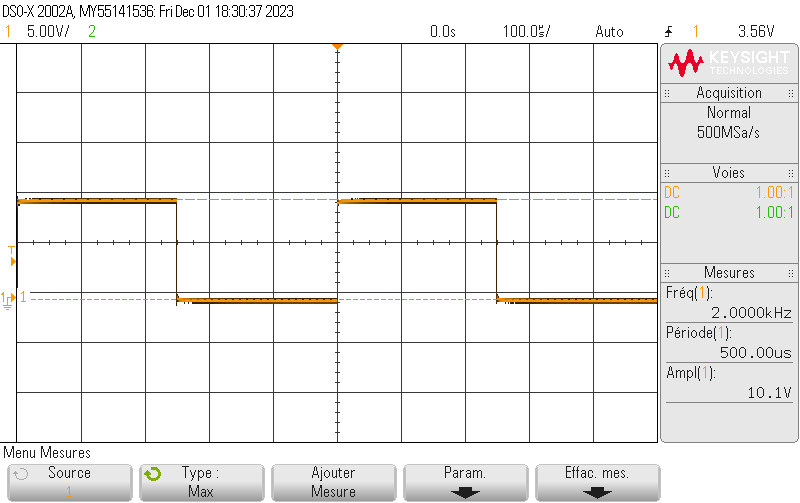 DSO-X 2002A, MY55141536: Fri Dec 01 18:30:37 2023
1 5.00V/ 2 0.0s 100.0us/ Auto 1 3.56V
KEYSIGHT
TECHNOLOGIES
Acquisition
Normal
500MSa/s
Voies
DC 1.00:1
DC 1.00:1
T
1 1
Mesures
Fréq(1):
2.0000kHz
Période(1):
500.00us
Ampl(1):
10.1V
Menu Mesures
Source
1
Type :
Max
Ajouter
Mesure
Param.
Effac. mes.